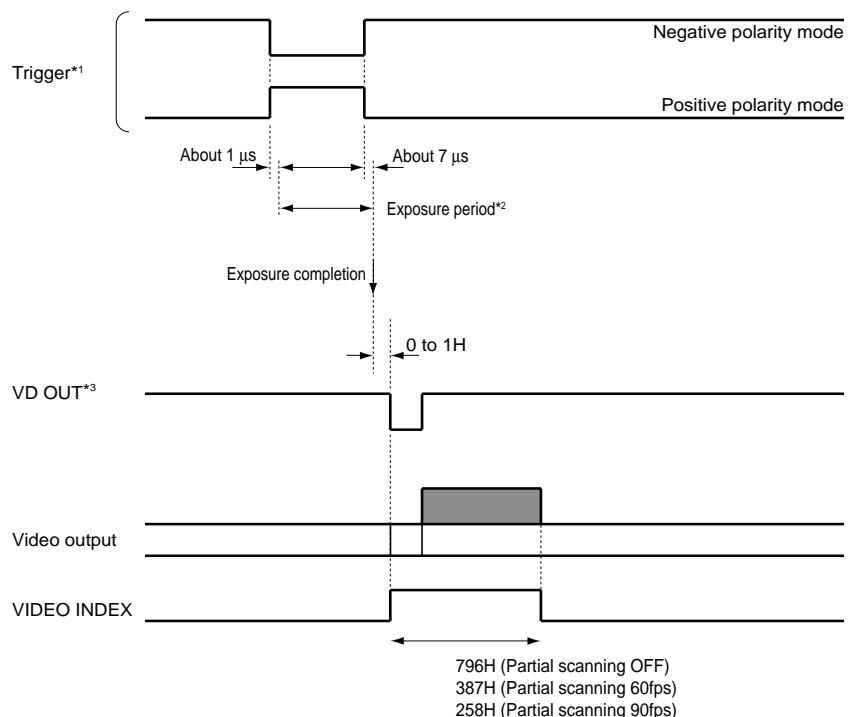 Negative polarity mode
Trigger*1
Positive polarity mode
About 1 μs
About 7 μs
Exposure period*2
Exposure completion
0 to 1H
VD OUT*3
Video output
VIDEO INDEX
796H (Partial scanning OFF)
387H (Partial scanning 60fps)
258H (Partial scanning 90fps)